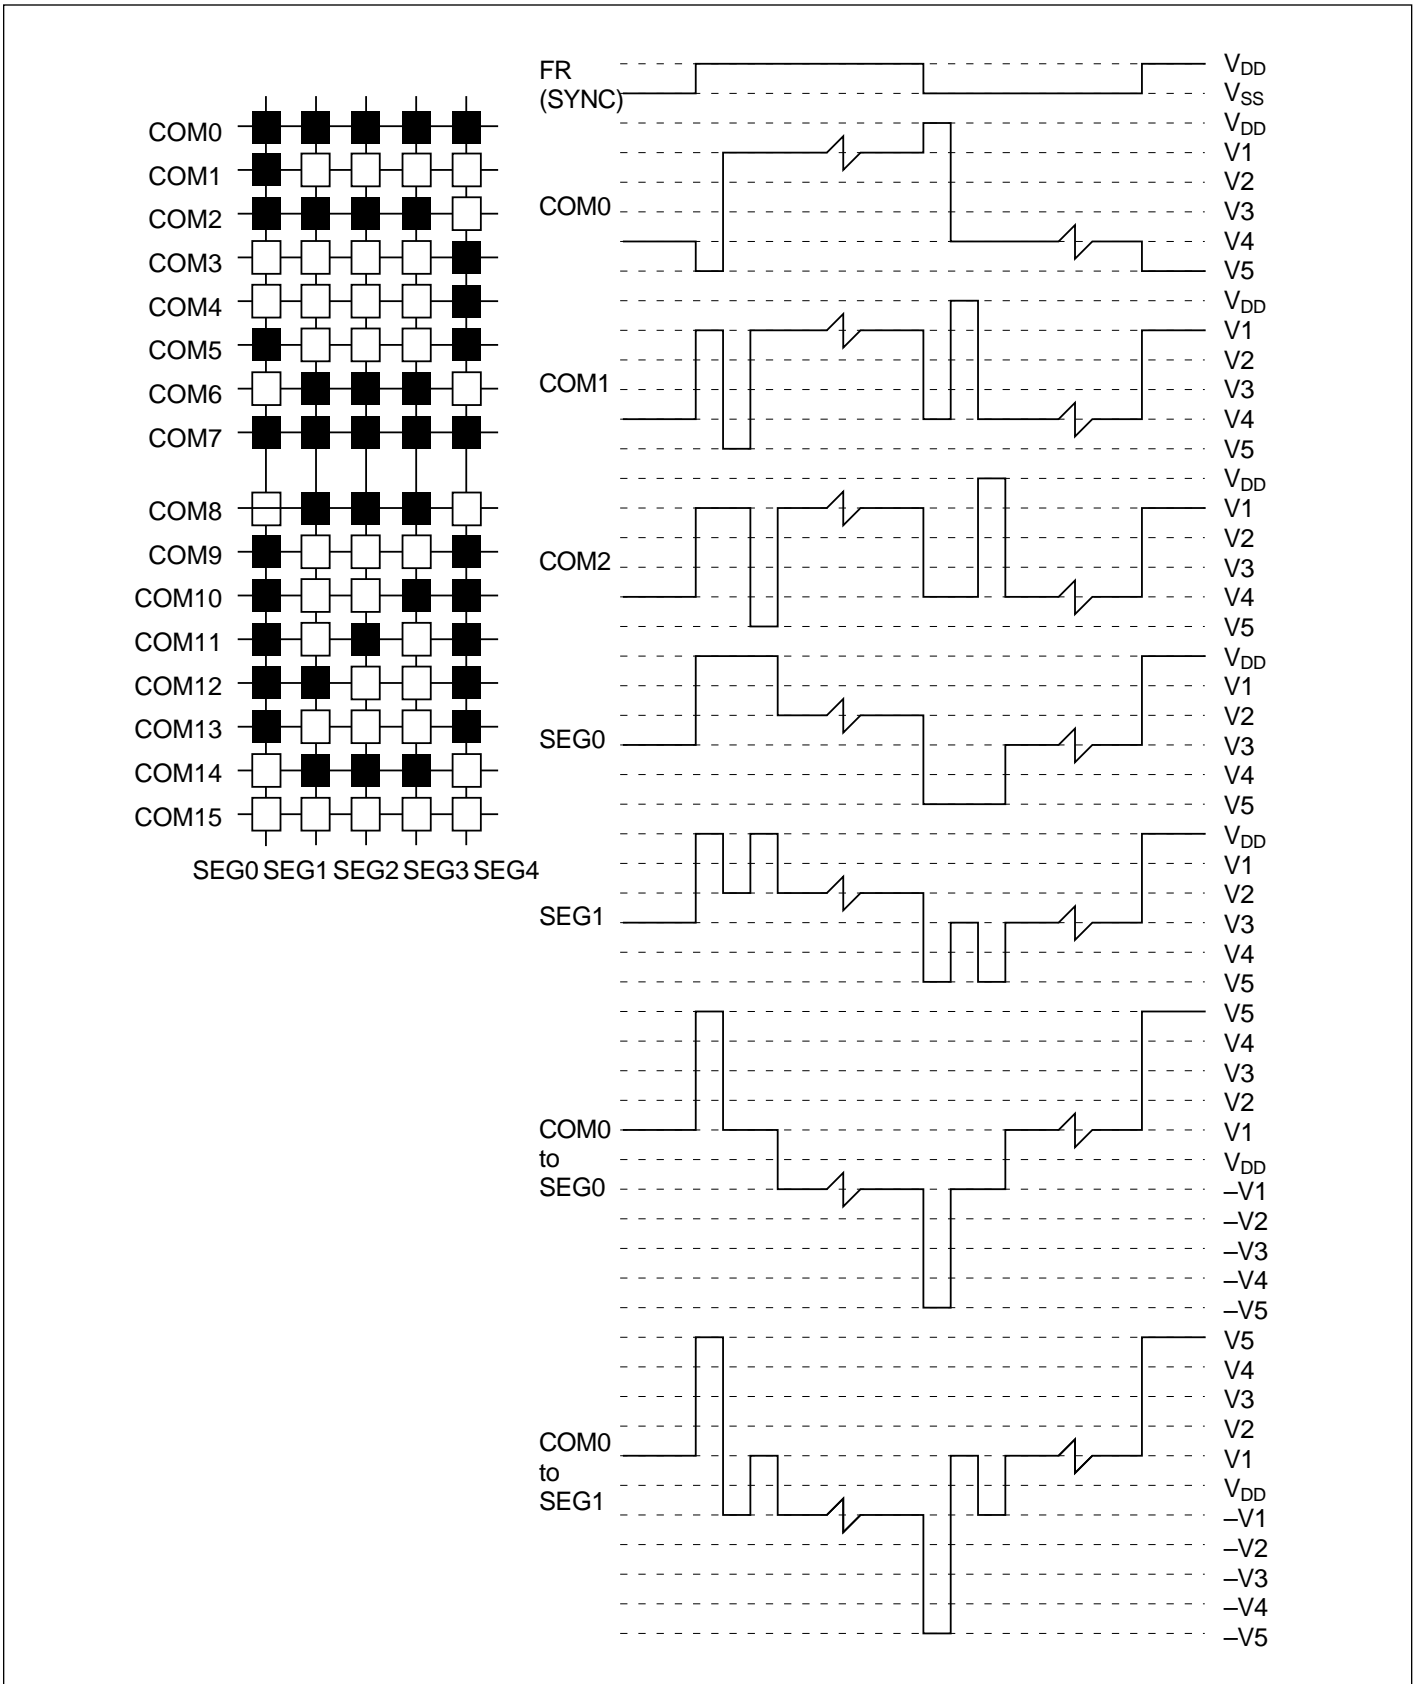 COM0
COM1
COM2
COM3
COM4
COM5
COM6
COM7
COM8
COM9
COM10
COM11
COM12
COM13
COM14
COM15
SEG0 SEG1 SEG2 SEG3 SEG4
FR
(SYNC)
VDD
VSS
COM0
VDD
V1
V2
V3
V4
V5
COM1
VDD
V1
V2
V3
V4
V5
COM2
VDD
V1
V2
V3
V4
V5
SEG0
VDD
V1
V2
V3
V4
V5
SEG1
VDD
V1
V2
V3
V4
V5
COM0
to
SEG0
V5
V4
V3
V2
V1
VDD
–V1
–V2
–V3
–V4
–V5
COM0
to
SEG1
V5
V4
V3
V2
V1
VDD
–V1
–V2
–V3
–V4
–V5